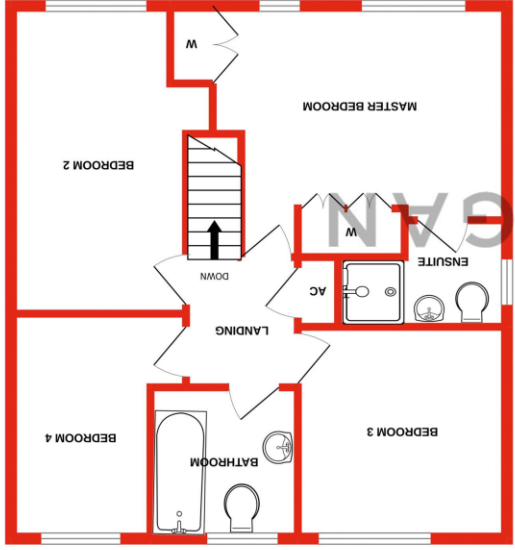 BATHROOM
BEDROOM 3
BEDROOM 4
LANDING
AC
DOWN
ENSUITE
W
GAN
BEDROOM 2
MASTER BEDROOM
W